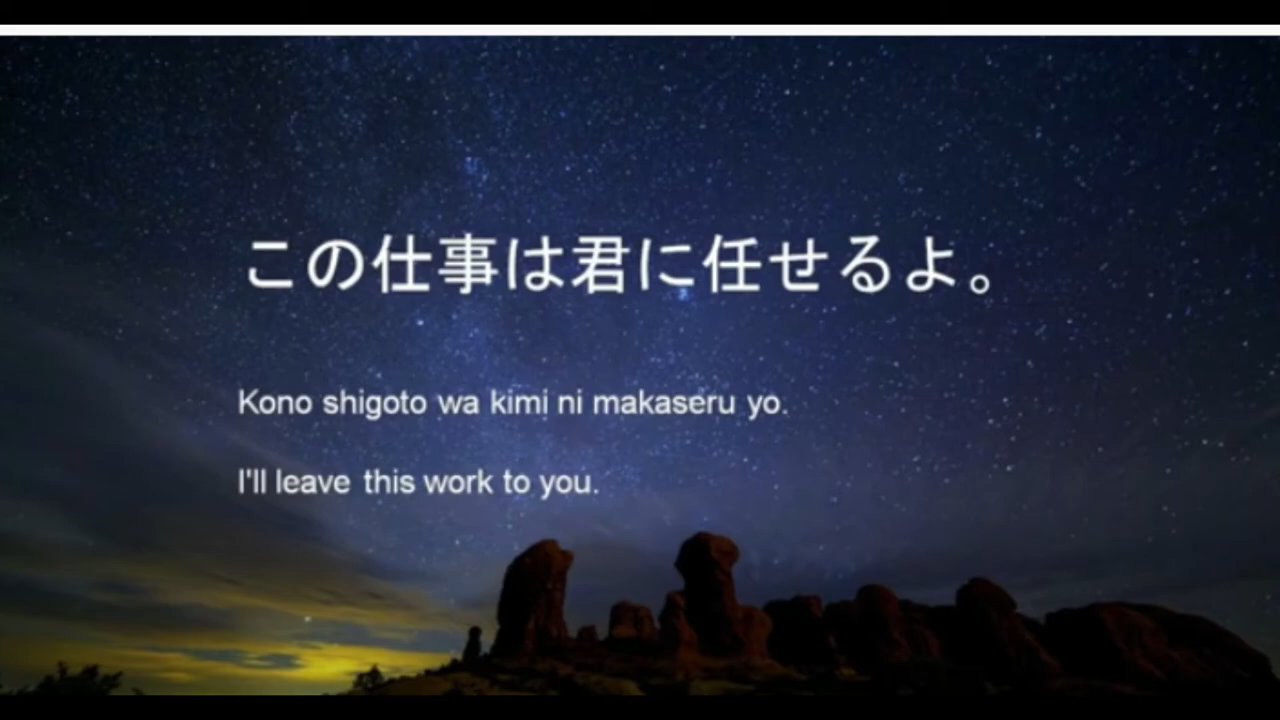 この仕事は君に任せるよ。
Kono shigoto wa kimi ni makaseru yo.
I'll leave this work to you.